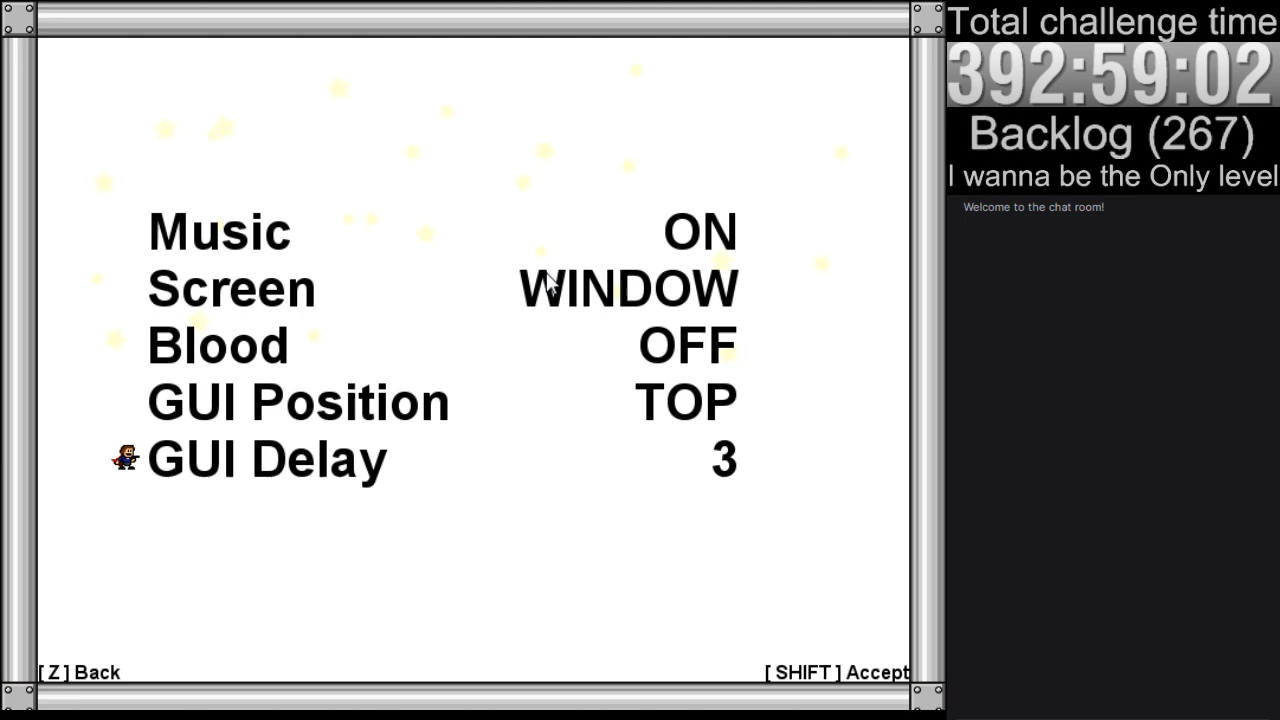 Total challenge time
392:59:02
Backlog (267)
I wanna be the Only level
Welcome to the chat room!
Music ON
Screen WINDOW
Blood OFF
GUI Position TOP
GUI Delay 3
[ Z ] Back
[ SHIFT ] Accept